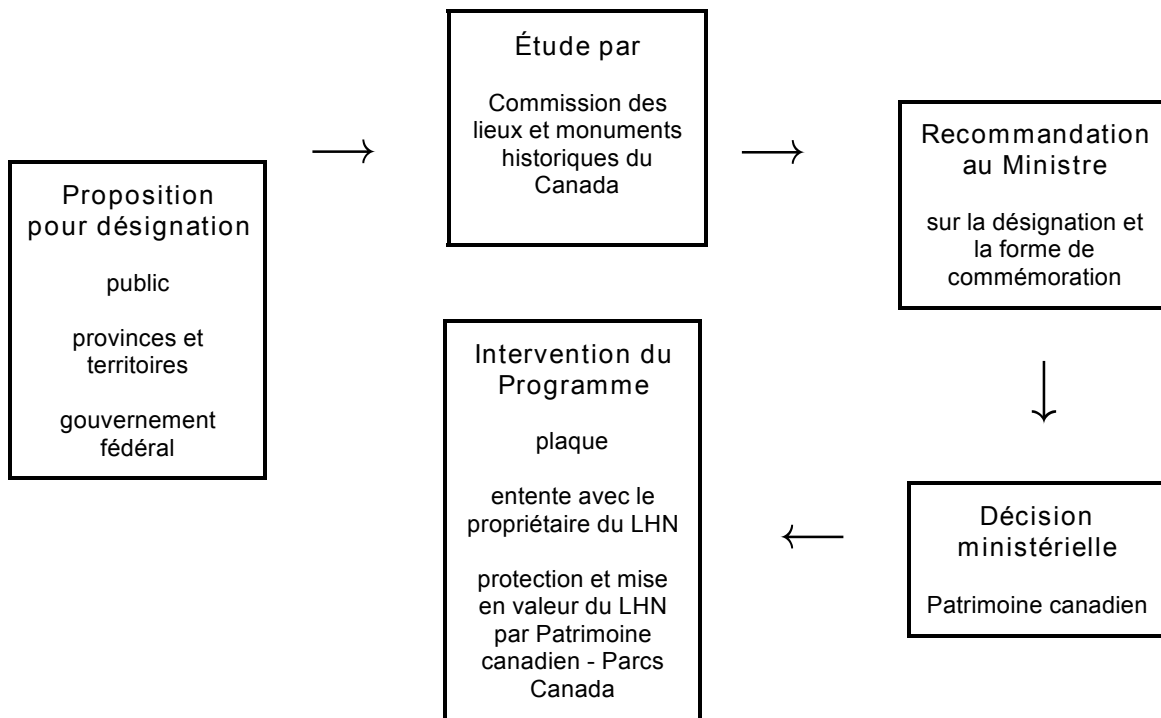 Proposition
pour désignation
public
provinces et
territoires
gouvernement
fédéral
Étude par
Commission des
lieux et monuments
historiques du
Canada
Recommandation
au Ministre
sur la désignation et
la forme de
commémoration
Décision
ministérielle
Patrimoine canadien
Intervention du
Programme
plaque
entente avec le
propriétaire du LHN
protection et mise
en valeur du LHN
par Patrimoine
canadien - Parcs
Canada